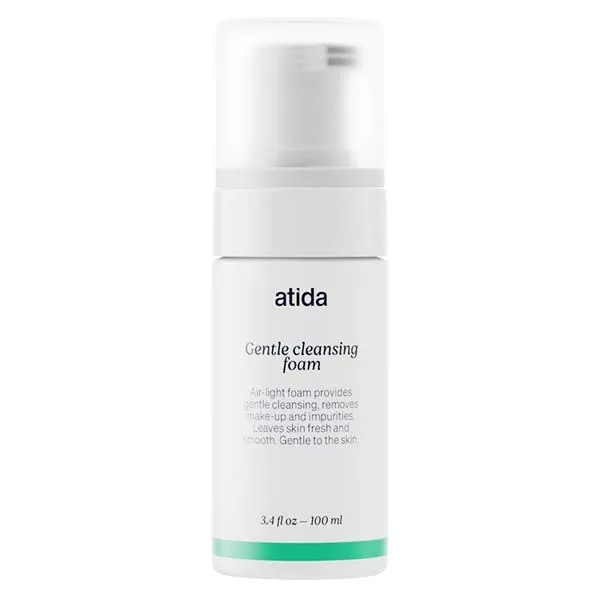 atida
Gentle cleansing
foam
Air-light foam provides
gentle cleansing, removes
make-up and impurities.
Leaves skin fresh and
smooth. Gentle to the skin.
3.4 fl oz — 100 ml